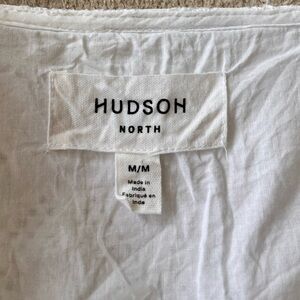 HUDSON
NORTH
M/M
Made in
India
Fabriqué en
Inde